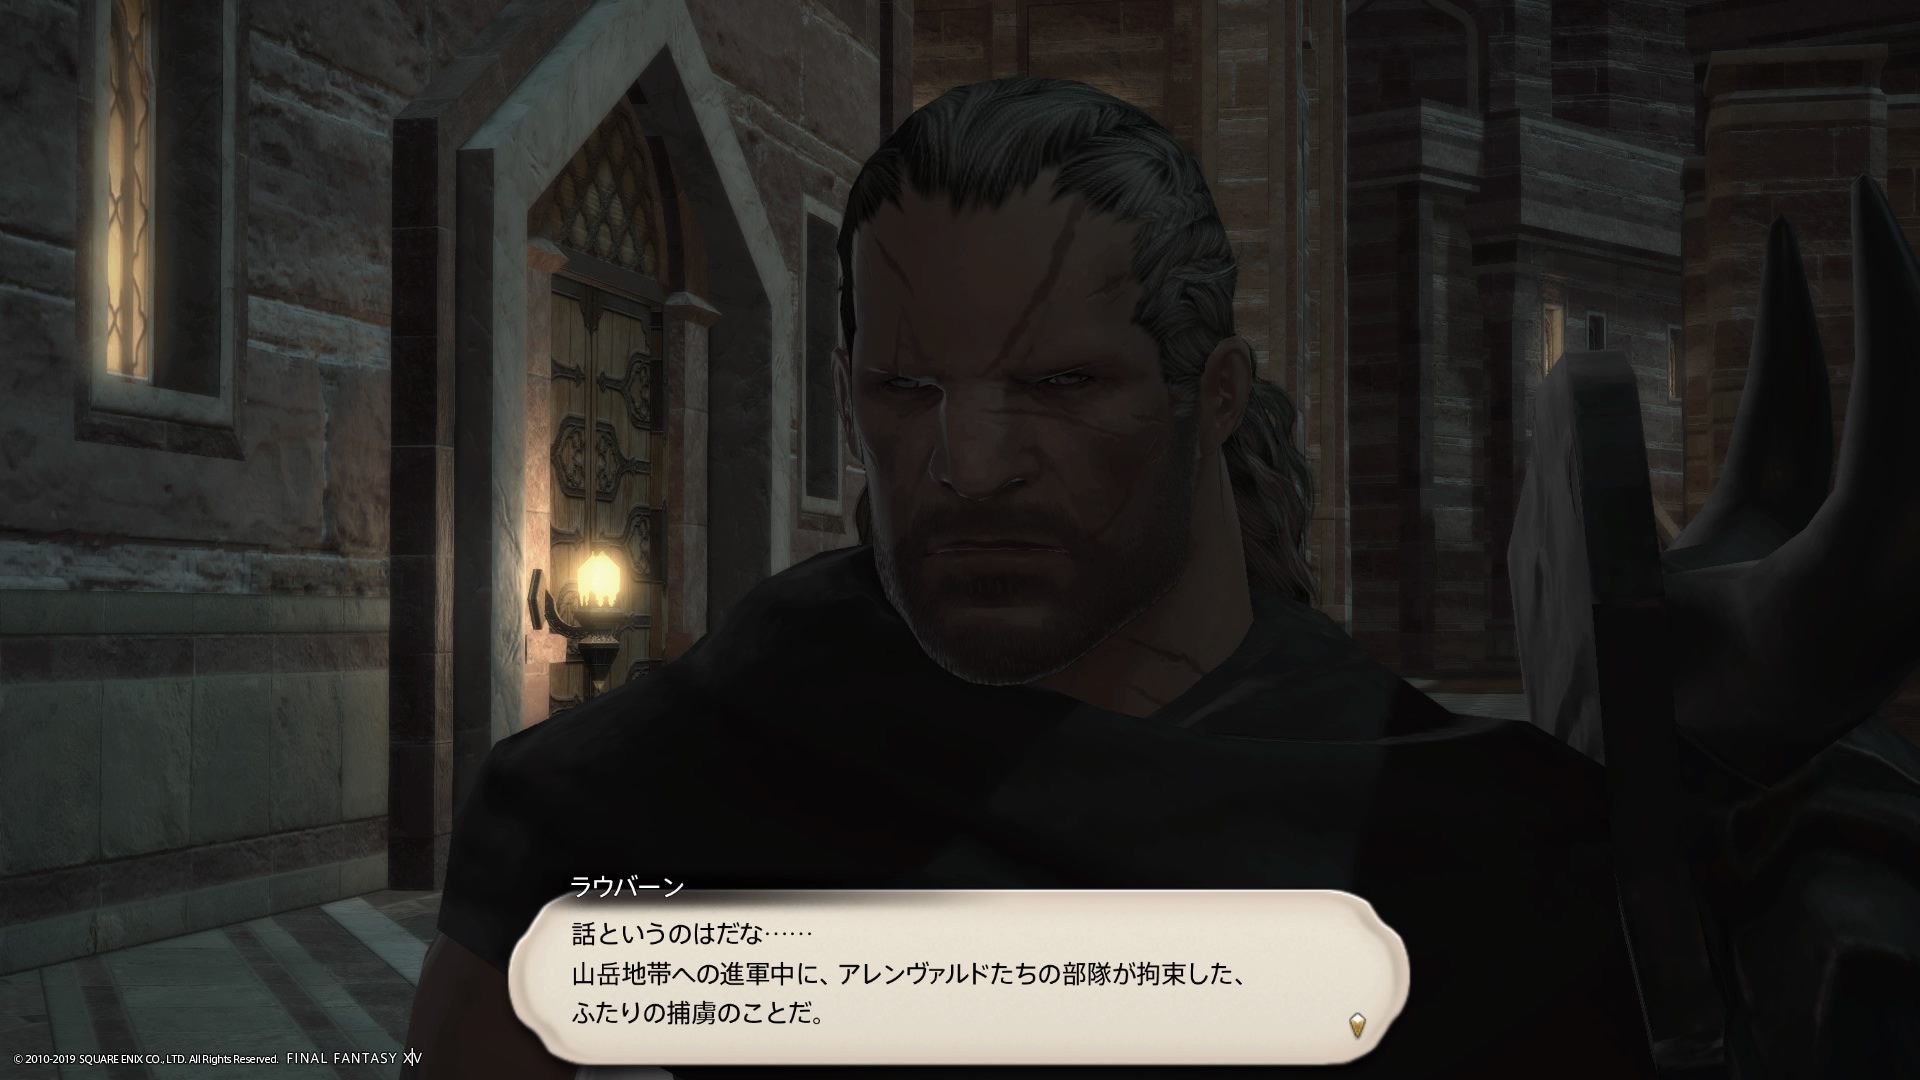 ラウバーン
話というのはだな……
山岳地帯への進軍中に、アレンヴァルドたちの部隊が拘束した、
ふたりの捕虜のことだ。
© 2010-2019 SQUARE ENIX CO., LTD. All Rights Reserved. FINAL FANTASY XIV